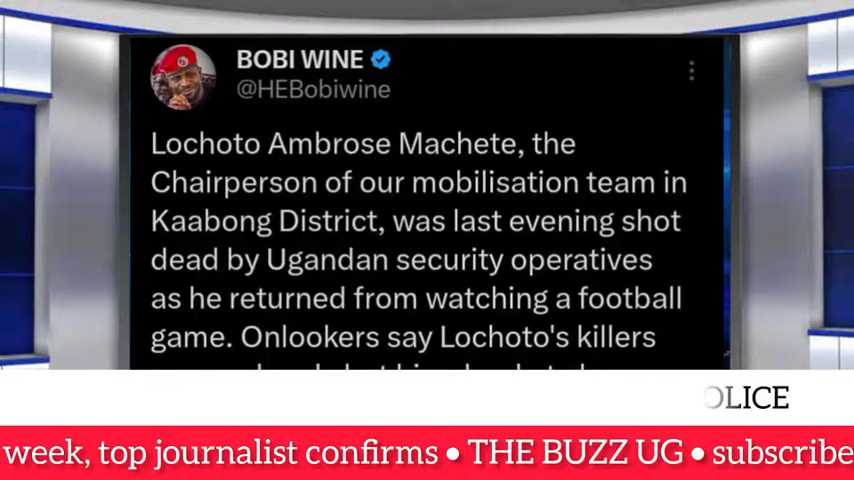 BOBI WINE
@HEBobiwine
Lochoto Ambrose Machete, the
Chairperson of our mobilisation team in
Kaabong District, was last evening shot
dead by Ugandan security operatives
as he returned from watching a football
game. Onlookers say Lochoto's killers
OLICE
week, top journalist confirms • THE BUZZ UG • subscribe